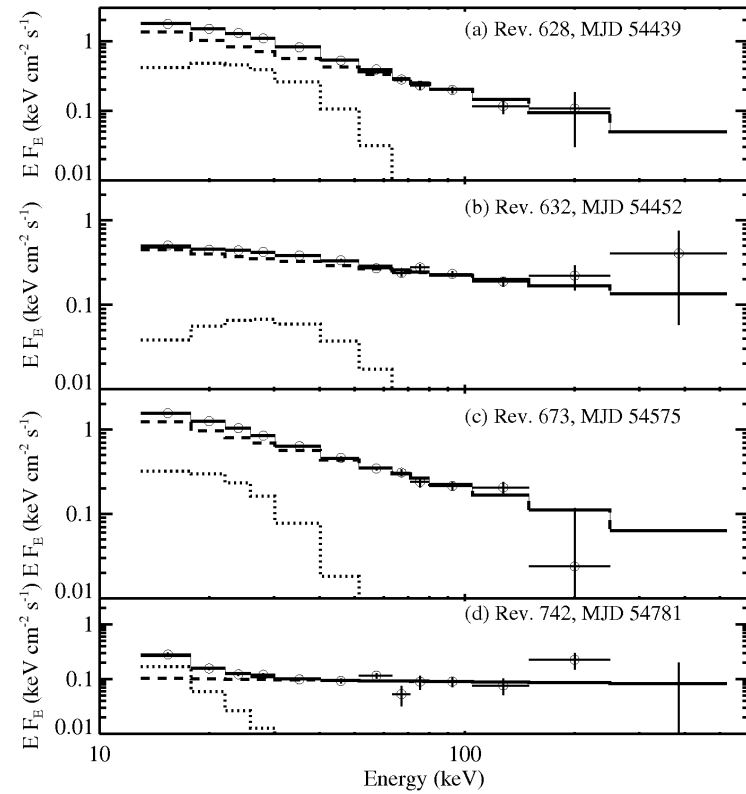 (a) Rev. 628, MJD 54439
1
0.1
0.01
E F_E (keV cm⁻² s⁻¹)
(b) Rev. 632, MJD 54452
1
0.1
0.01
E F_E (keV cm⁻² s⁻¹)
(c) Rev. 673, MJD 54575
1
0.1
0.01
E F_E (keV cm⁻² s⁻¹)
(d) Rev. 742, MJD 54781
1
0.1
0.01
E F_E (keV cm⁻² s⁻¹)
10 100
Energy (keV)